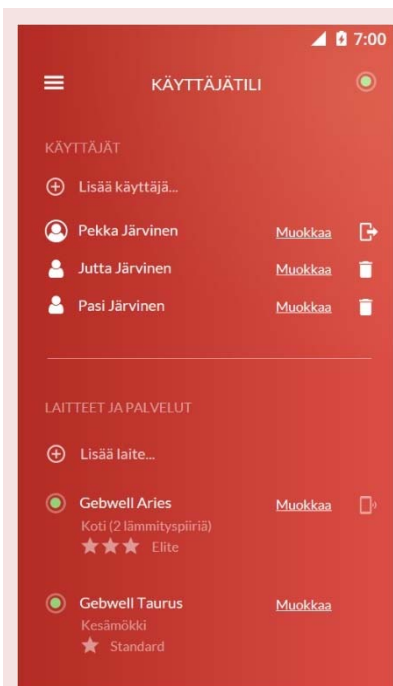 7:00
KÄYTTÄJÄTILI
KÄYTTÄJÄT
Lisää käyttäjä...
Pekka Järvinen Muokkaa
Jutta Järvinen Muokkaa
Pasi Järvinen Muokkaa
LAITTEET JA PALVELUT
Lisää laite...
Gebwell Aries Muokkaa
Koti (2 lämmityspiiriä)
Elite
Gebwell Taurus Muokkaa
Kesämökki
Standard